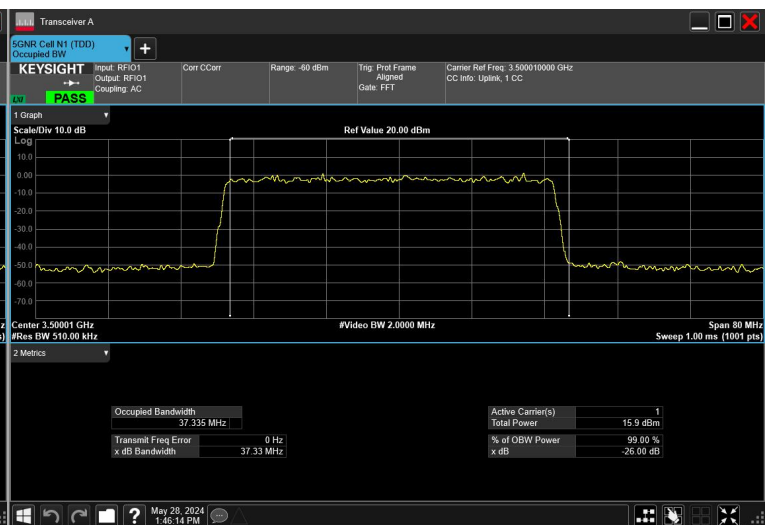 Transceiver A
5GNR Cell N1 (TDD)
Occupied BW
+
KEYSIGHT
LXI
PASS
Input: RFIO1
Output: RFIO1
Coupling: AC
Corr CCorr
Range: -60 dBm
Trig: Prot Frame
Aligned
Gate: FFT
Carrier Ref Freq: 3.500010000 GHz
CC Info: Uplink, 1 CC
1 Graph
Scale/Div 10.0 dB
Ref Value 20.00 dBm
Log
10.0
0.00
-10.0
-20.0
-30.0
-40.0
-50.0
-60.0
-70.0
Center 3.50001 GHz
#Video BW 2.0000 MHz
Span 80 MHz
#Res BW 510.00 kHz
Sweep 1.00 ms (1001 pts)
2 Metrics
Occupied Bandwidth
37.335 MHz
Transmit Freq Error 0 Hz
x dB Bandwidth 37.33 MHz
Active Carrier(s) 1
Total Power 15.9 dBm
% of OBW Power 99.00 %
x dB -26.00 dB
?
May 28, 2024
1:46:14 PM